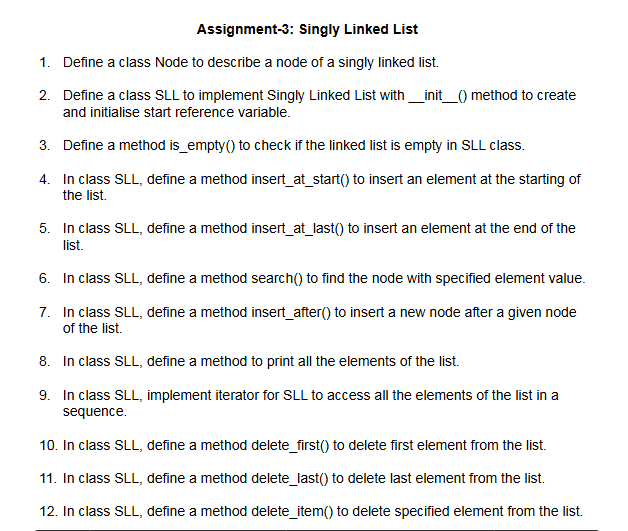 Assignment-3: Singly Linked List
1. Define a class Node to describe a node of a singly linked list.
2. Define a class SLL to implement Singly Linked List with __init__() method to create
and initialise start reference variable.
3. Define a method is_empty() to check if the linked list is empty in SLL class.
4. In class SLL, define a method insert_at_start() to insert an element at the starting of
the list.
5. In class SLL, define a method insert_at_last() to insert an element at the end of the
list.
6. In class SLL, define a method search() to find the node with specified element value.
7. In class SLL, define a method insert_after() to insert a new node after a given node
of the list.
8. In class SLL, define a method to print all the elements of the list.
9. In class SLL, implement iterator for SLL to access all the elements of the list in a
sequence.
10. In class SLL, define a method delete_first() to delete first element from the list.
11. In class SLL, define a method delete_last() to delete last element from the list.
12. In class SLL, define a method delete_item() to delete specified element from the list.